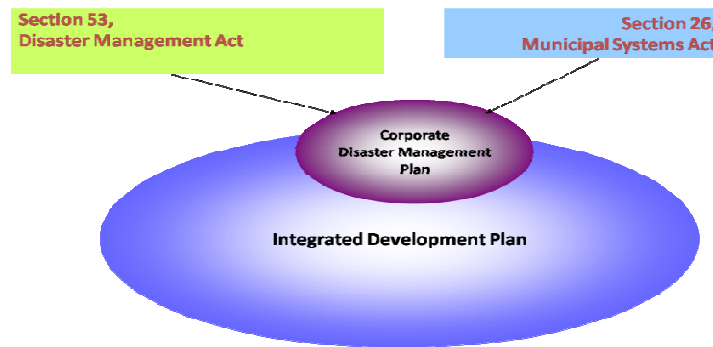 Section 53,
Disaster Management Act
Section 26,
Municipal Systems Act
Corporate
Disaster Management
Plan
Integrated Development Plan